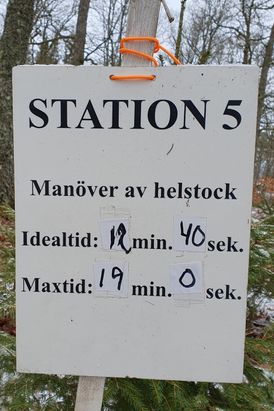 STATION 5
Manöver av helstock
Idealtid: 12 min. 40 sek.
Maxtid: 19 min. 0 sek.